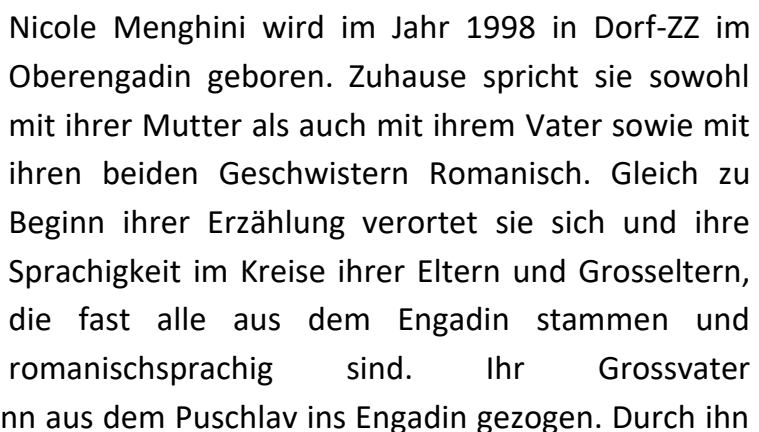 Nicole Menghini wird im Jahr 1998 in Dorf-ZZ im
Oberengadin geboren. Zuhause spricht sie sowohl
mit ihrer Mutter als auch mit ihrem Vater sowie mit
ihren beiden Geschwistern Romanisch. Gleich zu
Beginn ihrer Erzählung verortet sie sich und ihre
Sprachigkeit im Kreise ihrer Eltern und Grosseltern,
die fast alle aus dem Engadin stammen und
romanischsprachig sind. Ihr Grossvater
aus dem Puschlav ins Engadin gezogen. Durch ihn